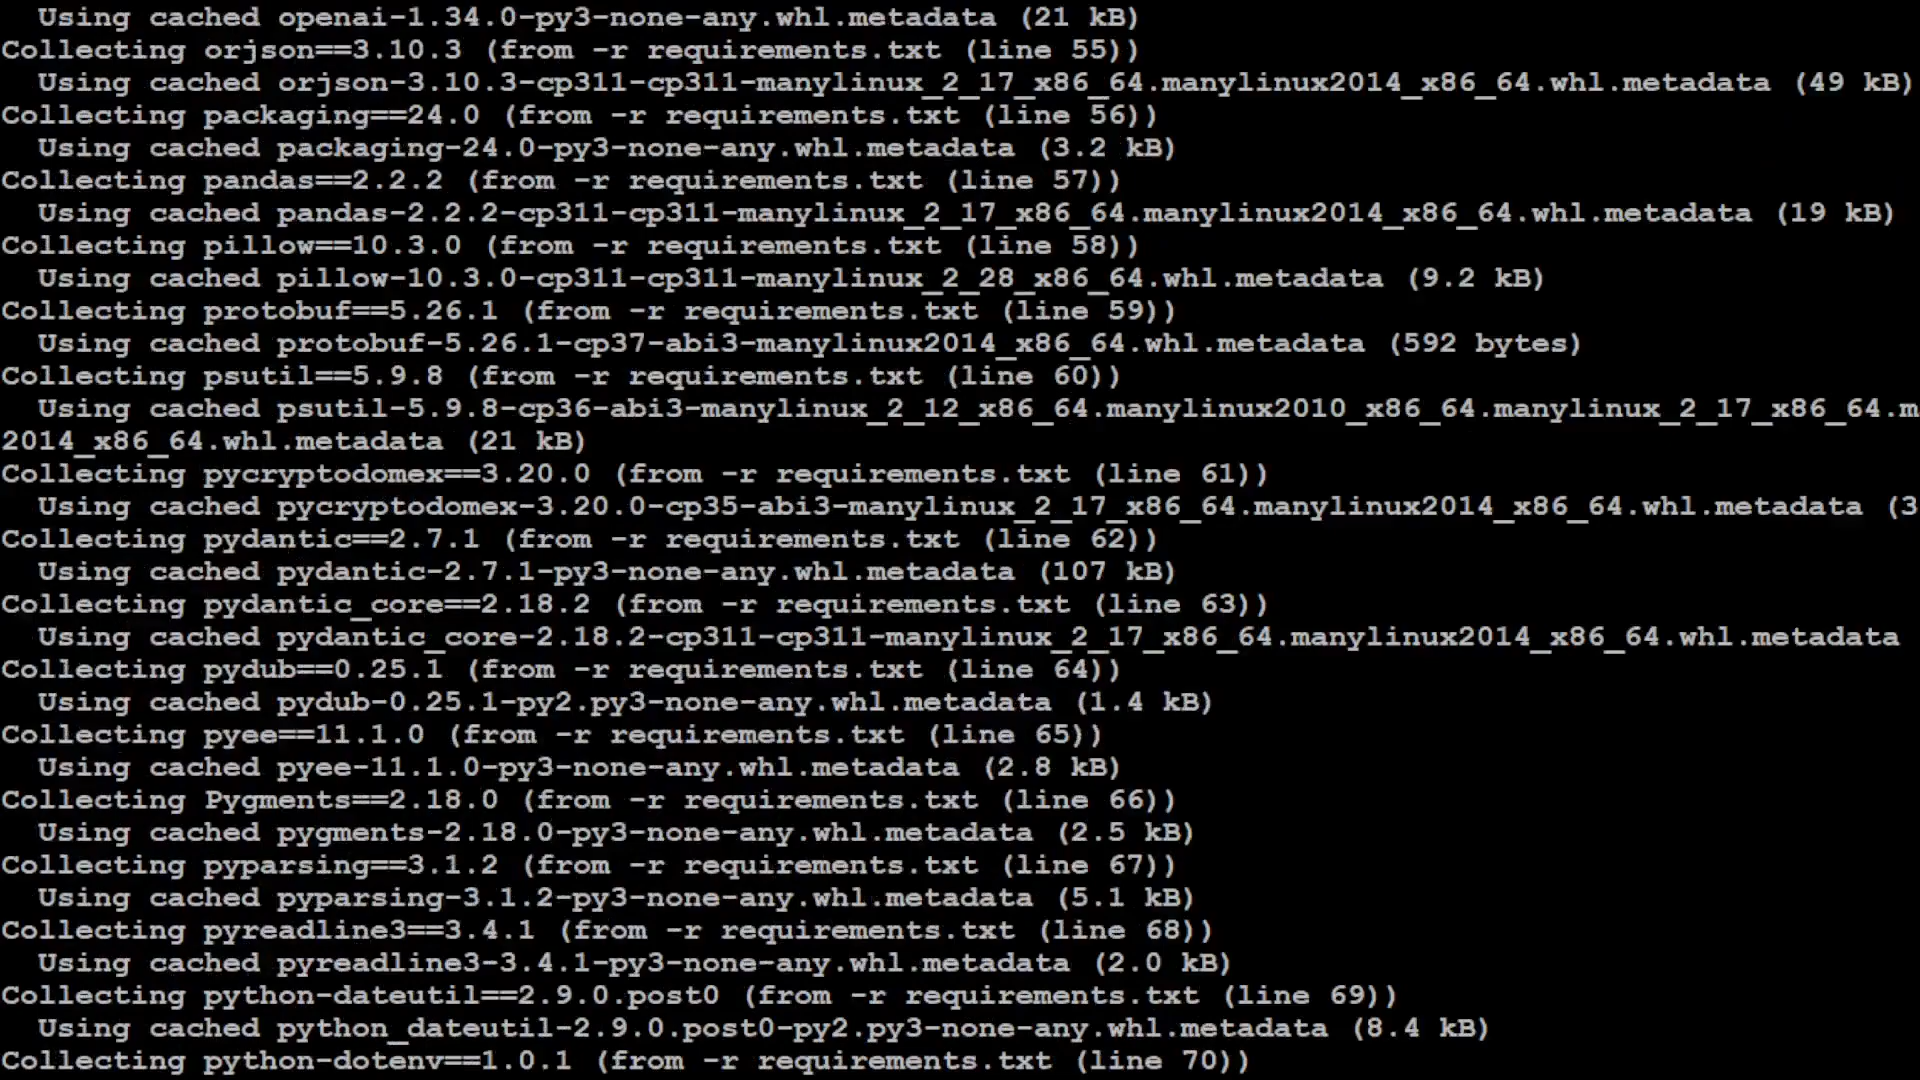 Using cached openai-1.34.0-py3-none-any.whl.metadata (21 kB)
Collecting orjson==3.10.3 (from -r requirements.txt (line 55))
Using cached orjson-3.10.3-cp311-cp311-manylinux_2_17_x86_64.manylinux2014_x86_64.whl.metadata (49 kB)
Collecting packaging==24.0 (from -r requirements.txt (line 56))
Using cached packaging-24.0-py3-none-any.whl.metadata (3.2 kB)
Collecting pandas==2.2.2 (from -r requirements.txt (line 57))
Using cached pandas-2.2.2-cp311-cp311-manylinux_2_17_x86_64.manylinux2014_x86_64.whl.metadata (19 kB)
Collecting pillow==10.3.0 (from -r requirements.txt (line 58))
Using cached pillow-10.3.0-cp311-cp311-manylinux_2_28_x86_64.whl.metadata (9.2 kB)
Collecting protobuf==5.26.1 (from -r requirements.txt (line 59))
Using cached protobuf-5.26.1-cp37-abi3-manylinux2014_x86_64.whl.metadata (592 bytes)
Collecting psutil==5.9.8 (from -r requirements.txt (line 60))
Using cached psutil-5.9.8-cp36-abi3-manylinux_2_12_x86_64.manylinux2010_x86_64.manylinux_2_17_x86_64.m
2014_x86_64.whl.metadata (21 kB)
Collecting pycryptodomex==3.20.0 (from -r requirements.txt (line 61))
Using cached pycryptodomex-3.20.0-cp35-abi3-manylinux_2_17_x86_64.manylinux2014_x86_64.whl.metadata (3
Collecting pydantic==2.7.1 (from -r requirements.txt (line 62))
Using cached pydantic-2.7.1-py3-none-any.whl.metadata (107 kB)
Collecting pydantic_core==2.18.2 (from -r requirements.txt (line 63))
Using cached pydantic_core-2.18.2-cp311-cp311-manylinux_2_17_x86_64.manylinux2014_x86_64.whl.metadata
Collecting pydub==0.25.1 (from -r requirements.txt (line 64))
Using cached pydub-0.25.1-py2.py3-none-any.whl.metadata (1.4 kB)
Collecting pyee==11.1.0 (from -r requirements.txt (line 65))
Using cached pyee-11.1.0-py3-none-any.whl.metadata (2.8 kB)
Collecting Pygments==2.18.0 (from -r requirements.txt (line 66))
Using cached pygments-2.18.0-py3-none-any.whl.metadata (2.5 kB)
Collecting pyparsing==3.1.2 (from -r requirements.txt (line 67))
Using cached pyparsing-3.1.2-py3-none-any.whl.metadata (5.1 kB)
Collecting pyreadline3==3.4.1 (from -r requirements.txt (line 68))
Using cached pyreadline3-3.4.1-py3-none-any.whl.metadata (2.0 kB)
Collecting python-dateutil==2.9.0.post0 (from -r requirements.txt (line 69))
Using cached python_dateutil-2.9.0.post0-py2.py3-none-any.whl.metadata (8.4 kB)
Collecting python-dotenv==1.0.1 (from -r requirements.txt (line 70))